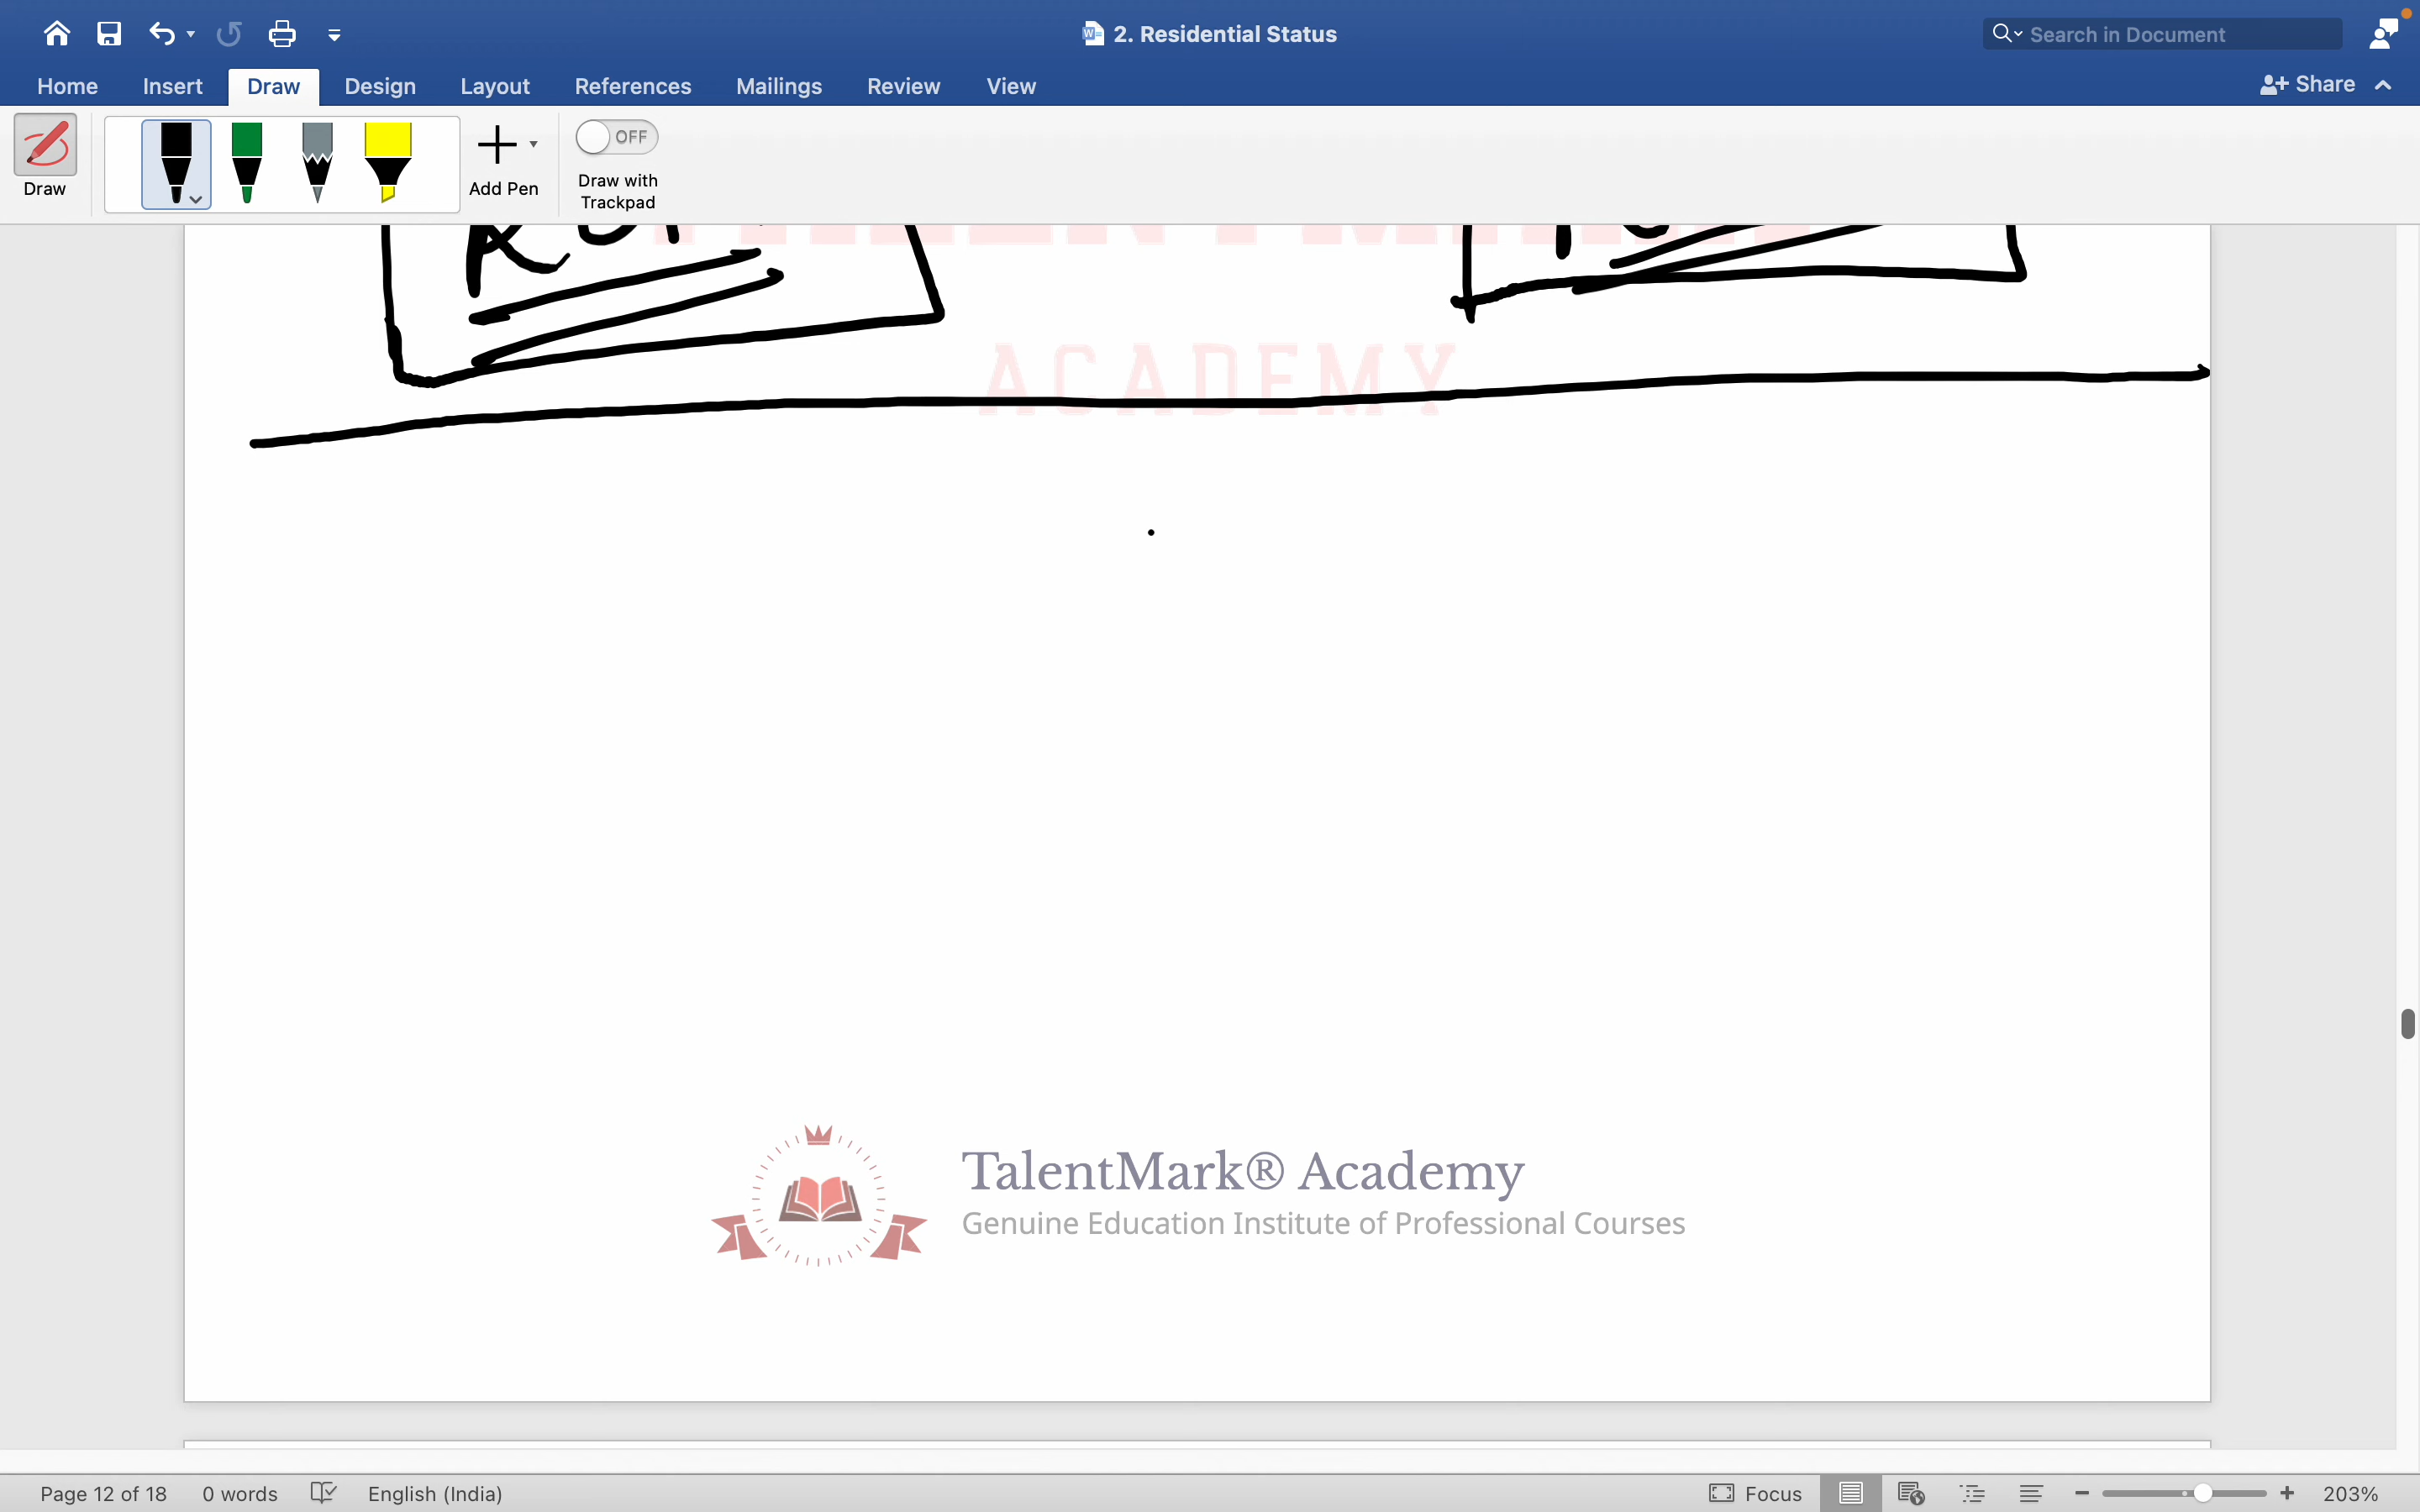 2. Residential Status
Search in Document
Home Insert Draw Design Layout References Mailings Review View
Share
Draw
Add Pen
OFF
Draw with
Trackpad
ACADEMY
TalentMark® Academy
Genuine Education Institute of Professional Courses
Page 12 of 18 0 words English (India) Focus 203%